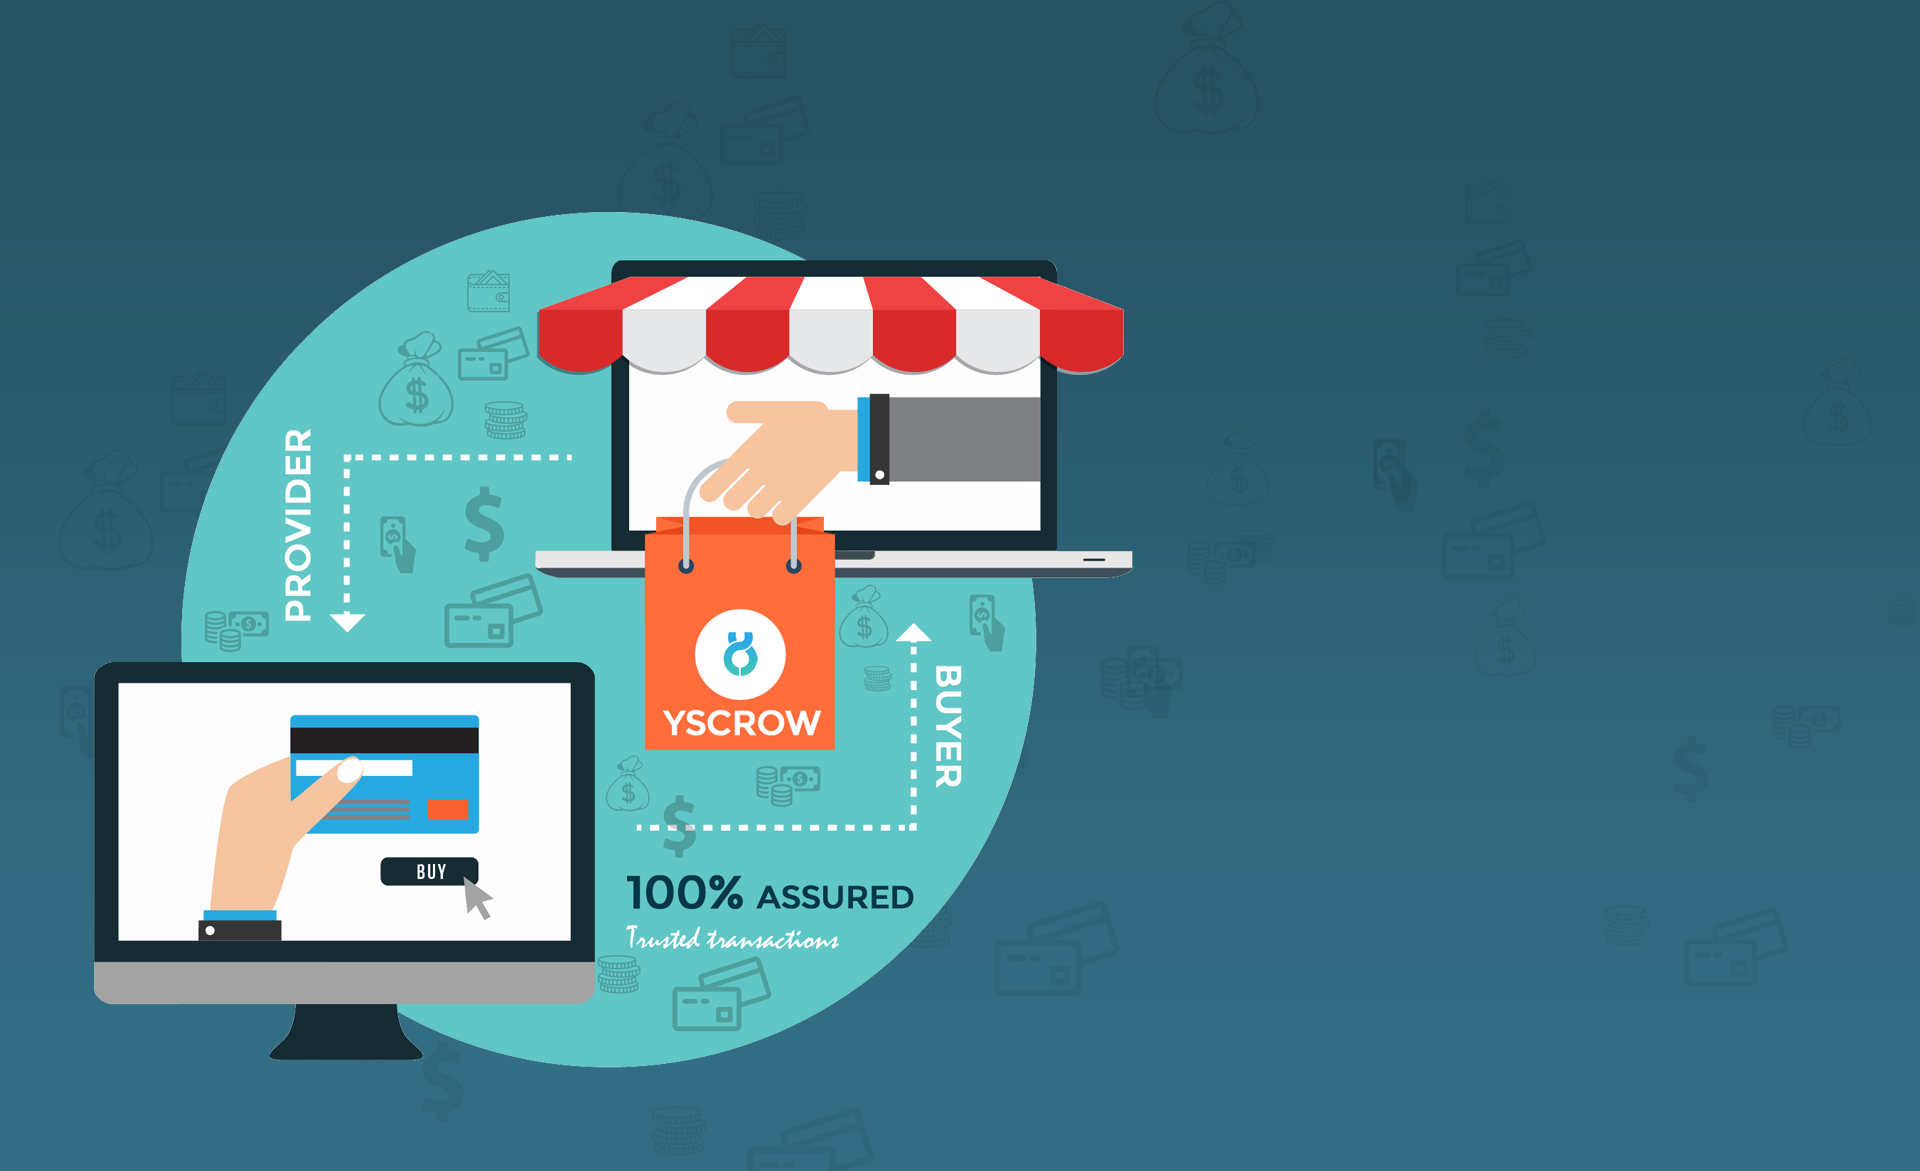 PROVIDER
YSCROW
BUYER
BUY
100% ASSURED
Trusted transactions